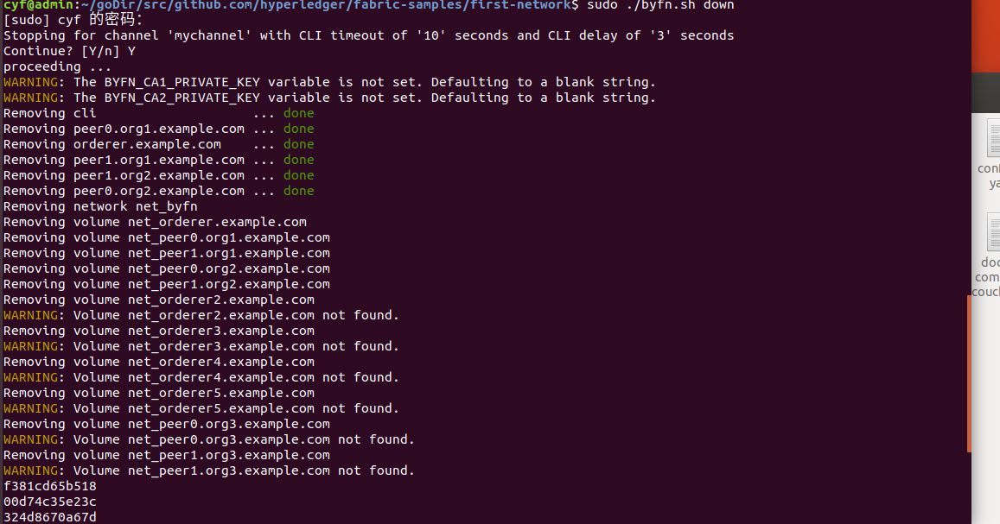 cyf@admin:~/goDir/src/github.com/hyperledger/fabric-samples/first-network$ sudo ./byfn.sh down
[sudo] cyf 的密码：
Stopping for channel 'mychannel' with CLI timeout of '10' seconds and CLI delay of '3' seconds
Continue? [Y/n] Y
proceeding ...
WARNING: The BYFN_CA1_PRIVATE_KEY variable is not set. Defaulting to a blank string.
WARNING: The BYFN_CA2_PRIVATE_KEY variable is not set. Defaulting to a blank string.
Removing cli                    ... done
Removing peer0.org1.example.com ... done
Removing orderer.example.com    ... done
Removing peer1.org1.example.com ... done
Removing peer1.org2.example.com ... done
Removing peer0.org2.example.com ... done
Removing network net_byfn
Removing volume net_orderer.example.com
Removing volume net_peer0.org1.example.com
Removing volume net_peer1.org1.example.com
Removing volume net_peer0.org2.example.com
Removing volume net_peer1.org2.example.com
Removing volume net_orderer2.example.com
WARNING: Volume net_orderer2.example.com not found.
Removing volume net_orderer3.example.com
WARNING: Volume net_orderer3.example.com not found.
Removing volume net_orderer4.example.com
WARNING: Volume net_orderer4.example.com not found.
Removing volume net_orderer5.example.com
WARNING: Volume net_orderer5.example.com not found.
Removing volume net_peer0.org3.example.com
WARNING: Volume net_peer0.org3.example.com not found.
Removing volume net_peer1.org3.example.com
WARNING: Volume net_peer1.org3.example.com not found.
f381cd65b518
00d74c35e23c
324d8670a67d
ya
doc
com
couch